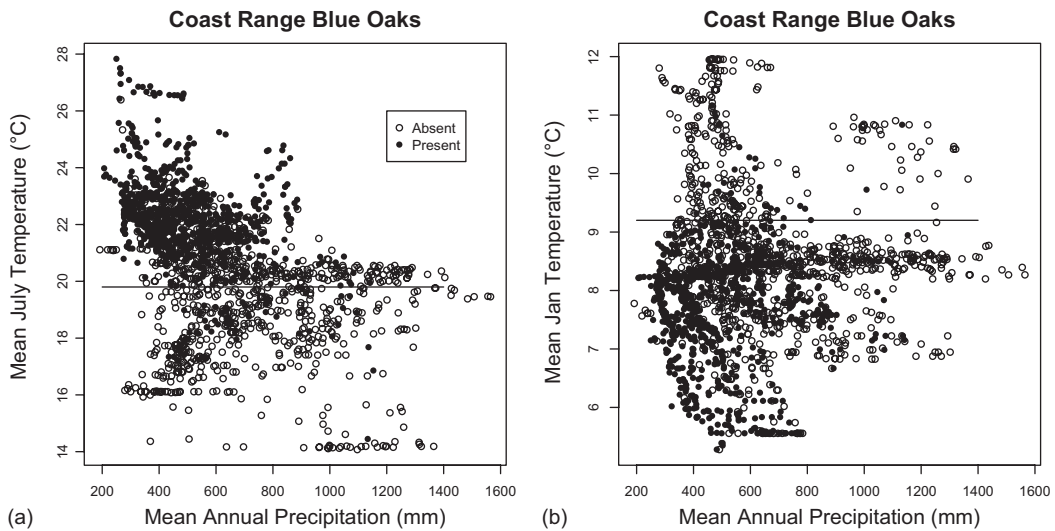 Coast Range Blue Oaks
Mean July Temperature (°C)
28
26
24
22
20
18
16
14
Absent
Present
200 400 600 800 1000 1200 1400 1600
(a) Mean Annual Precipitation (mm)
Coast Range Blue Oaks
Mean Jan Temperature (°C)
12
11
10
9
8
7
6
200 400 600 800 1000 1200 1400 1600
(b) Mean Annual Precipitation (mm)